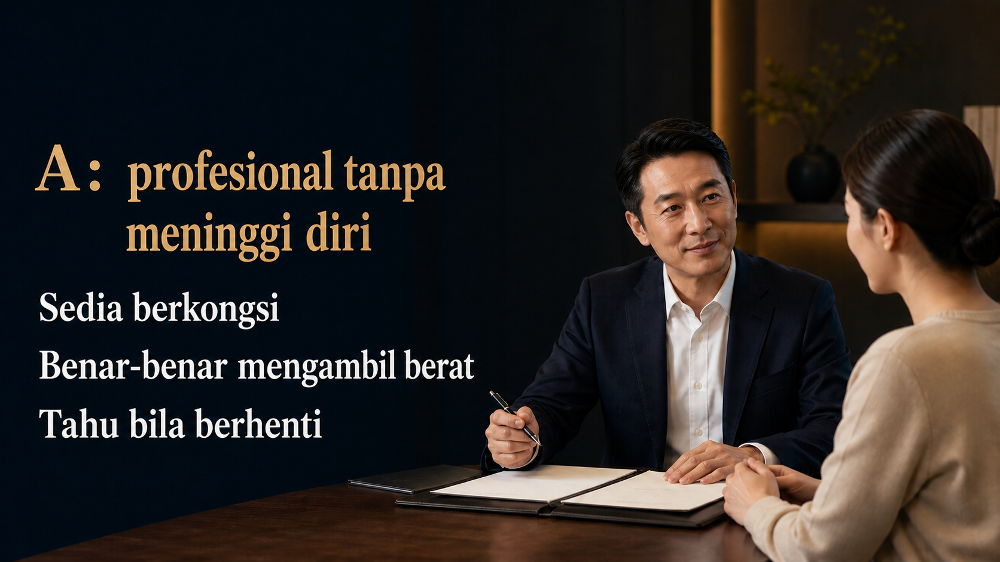 A: profesional tanpa
meninggi diri
Sedia berkongsi
Benar-benar mengambil berat
Tahu bila berhenti